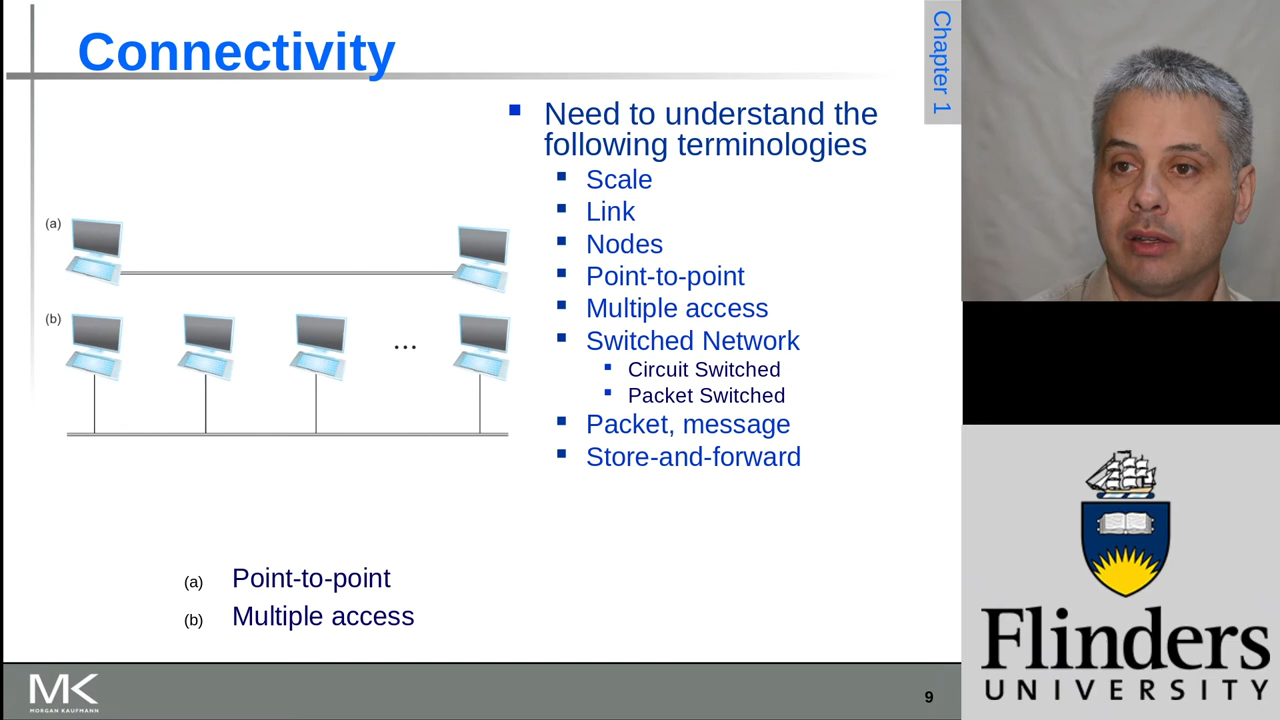 Connectivity
Chapter 1
Need to understand the
following terminologies
Scale
Link
Nodes
Point-to-point
Multiple access
Switched Network
Circuit Switched
Packet Switched
Packet, message
Store-and-forward
(a)
(b)
...
(a) Point-to-point
(b) Multiple access
MK
MORGAN KAUFMANN
9
Flinders
UNIVERSITY